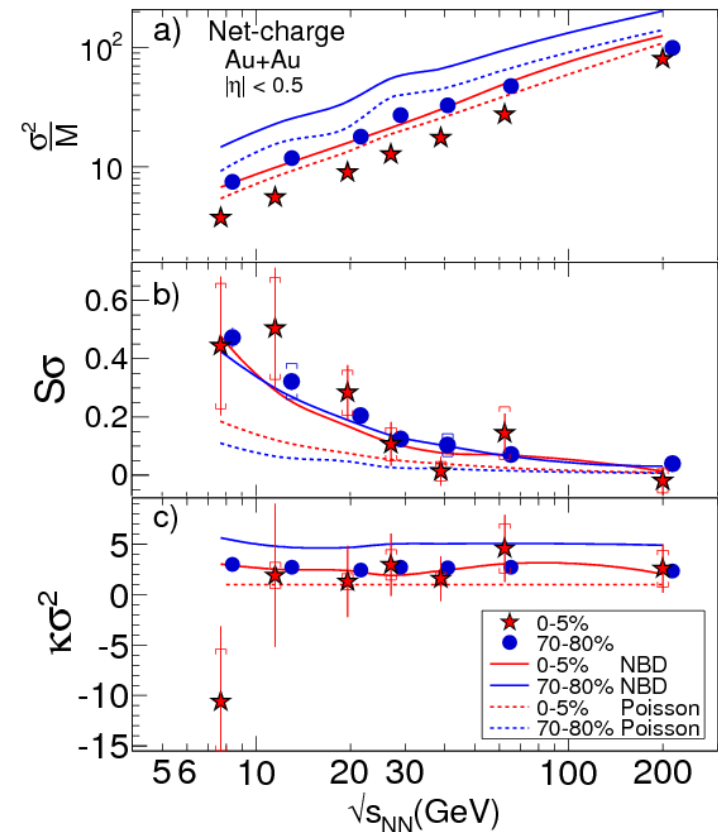 a) Net-charge
Au+Au
|η| < 0.5
σ²/M
10²
10
b)
Sσ
0.6
0.4
0.2
0
c)
κσ²
5
0
-5
-10
-15
0-5%
70-80%
0-5% NBD
70-80% NBD
0-5% Poisson
70-80% Poisson
5 6 10 20 30 100 200
√sNN(GeV)